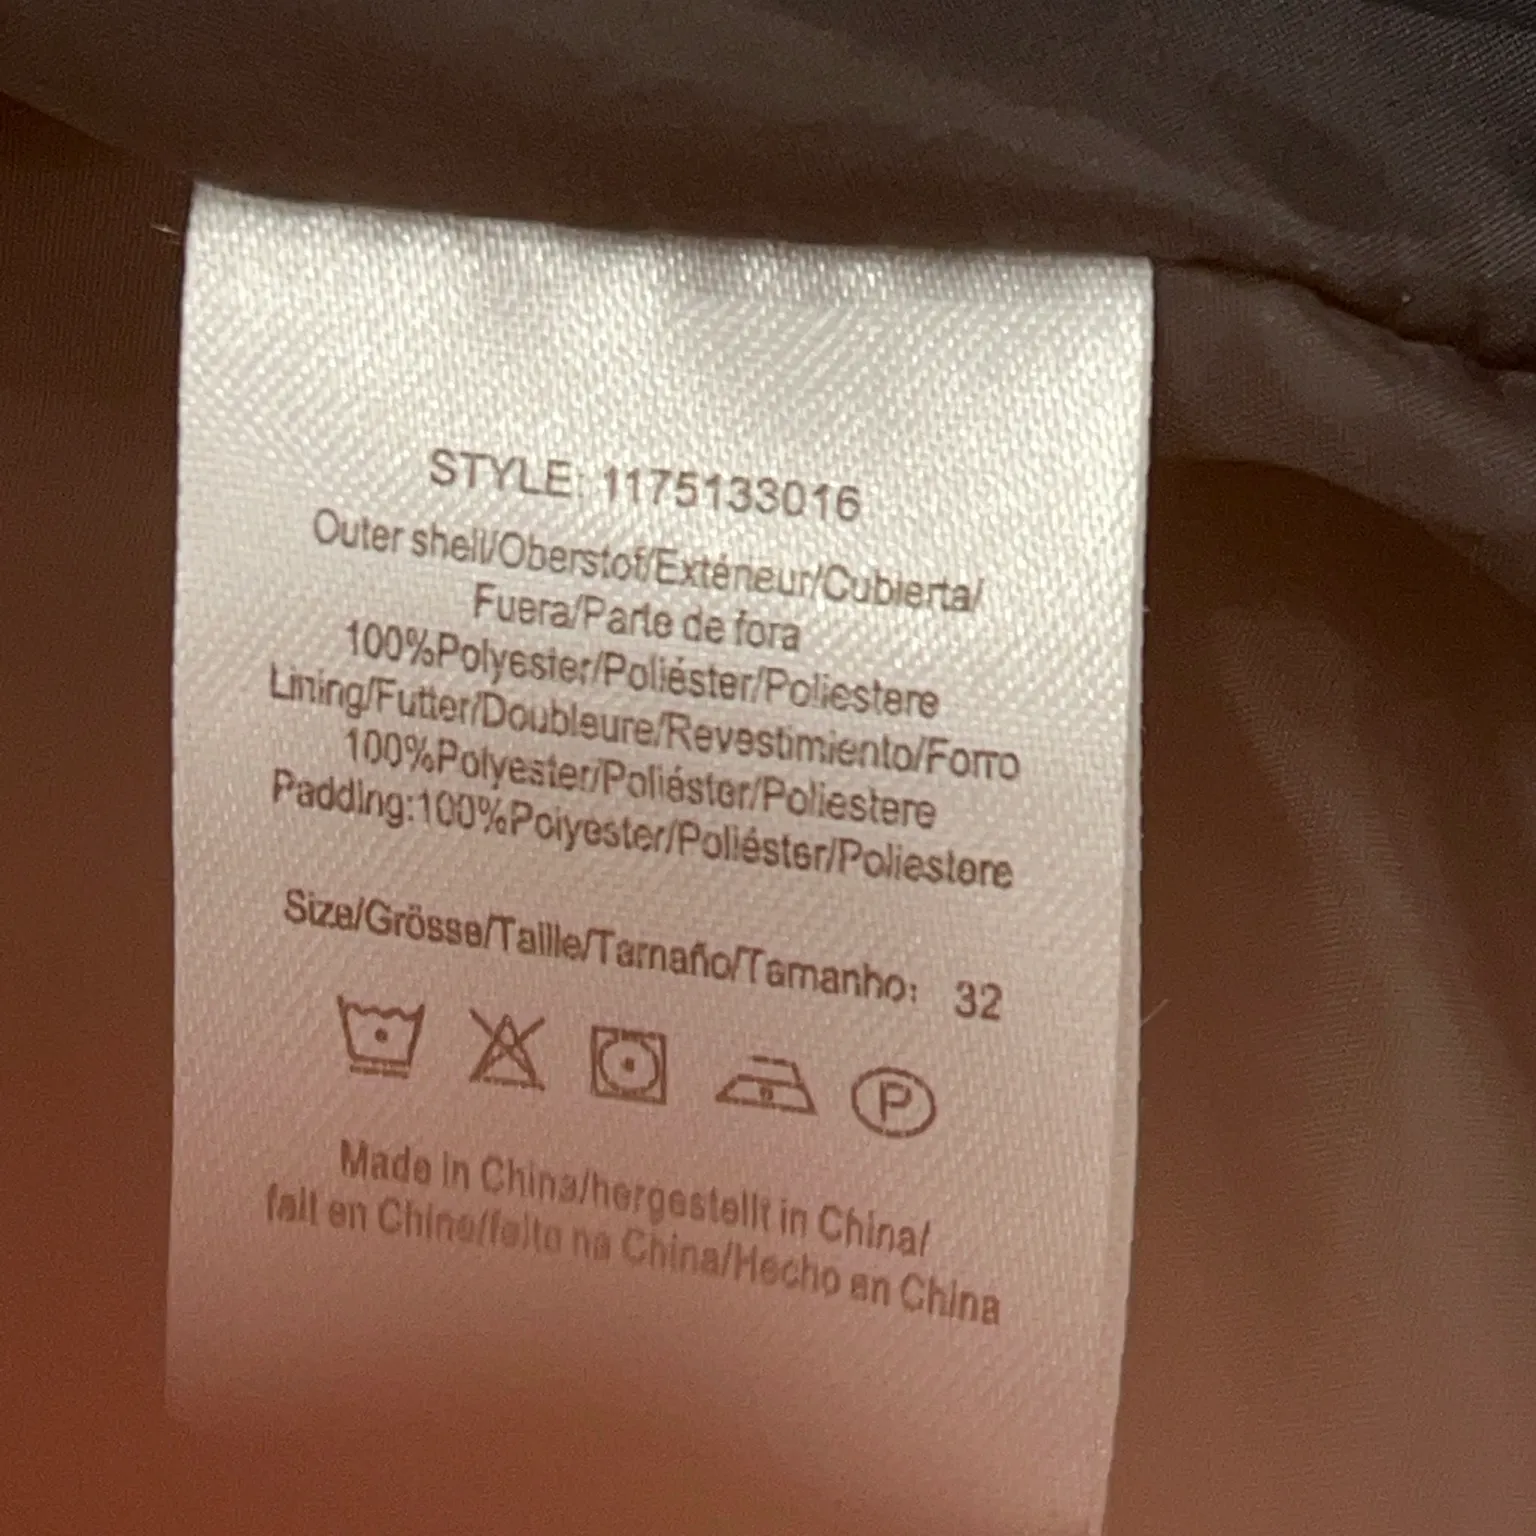 STYLE: 1175133016
Outer shell/Oberstof/Exténeur/Cubierta/
Fuera/Parte de fora
100%Polyester/Poliéster/Poliestere
Lining/Futter/Doubleure/Revestimiento/Forro
100%Polyester/Poliéster/Poliestere
Padding:100%Polyester/Poliéster/Poliestere
Size/Grösse/Taille/Tamaño/Tamanho: 32
P
Made in China/hergestellt in China/
fait en Chine/feito na China/Hecho en China